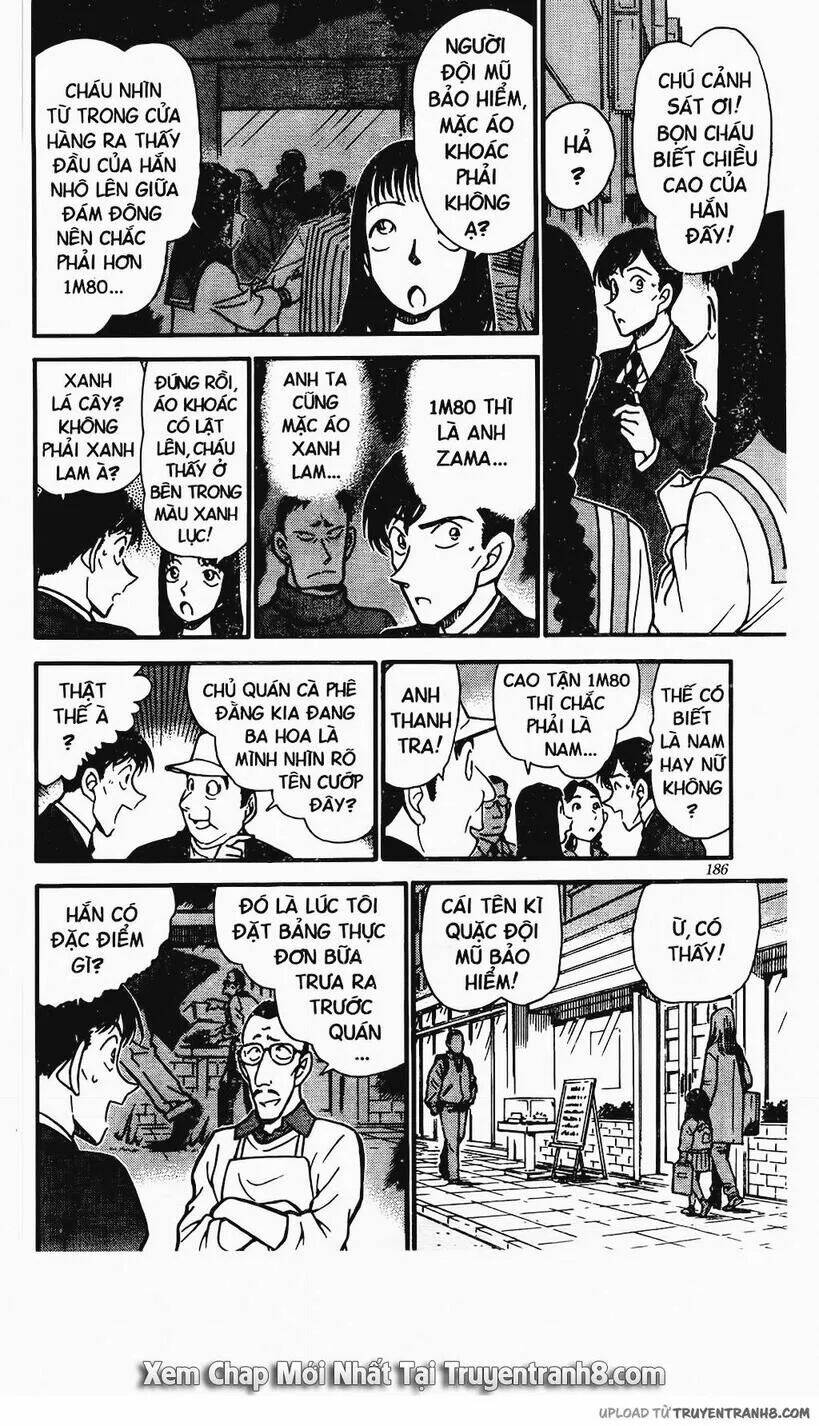 CHÚ CẢNH
SÁT ƠI!
BỌN CHÁU
BIẾT CHIỀU
CAO CỦA
HẮN
ĐẤY!
HẢ
?
NGƯỜI
ĐỘI MŨ
BẢO HIỂM,
MẶC ÁO
KHOÁC
PHẢI
KHÔNG
Ạ?
CHÁU NHÌN
TỪ TRONG CỬA
HÀNG RA THẤY
ĐẦU CỦA HẮN
NHÔ LÊN GIỮA
ĐÁM ĐÔNG
NÊN CHẮC
PHẢI HƠN
1M80...
1M80 THÌ
LÀ ANH
ZAMA...
ANH TA
CŨNG
MẶC ÁO
XANH
LAM...
ĐÚNG RỒI,
ÁO KHOÁC
CÓ LẬT
LÊN, CHÁU
THẤY Ở
BÊN TRONG
MÀU XANH
LỤC!
XANH
LÁ CÂY?
KHÔNG
PHẢI XANH
LAM À?
THẾ CÓ
BIẾT
LÀ NAM
HAY NỮ
KHÔNG
?
CAO TẬN 1M80
THÌ CHẮC
PHẢI LÀ
NAM...
ANH
THANH
TRA!
CHỦ QUÁN CÀ PHÊ
ĐẰNG KIA ĐANG
BA HOA LÀ
MÌNH NHÌN RÕ
TÊN CƯỚP
ĐÂY?
THẬT
THẾ À
?
186
Ừ, CÓ
THẤY!
CÁI TÊN KÌ
QUẶC ĐỘI
MŨ BẢO
HIỂM!
ĐÓ LÀ LÚC TÔI
ĐẶT BẢNG THỰC
ĐƠN BỮA
TRƯA RA
TRƯỚC
QUÁN
...
HẮN CÓ
ĐẶC ĐIỂM
GÌ?
Xem Chap Mới Nhất Tại Truyentranh8.com
UPLOAD TỪ TRUYENTRANH8.COM